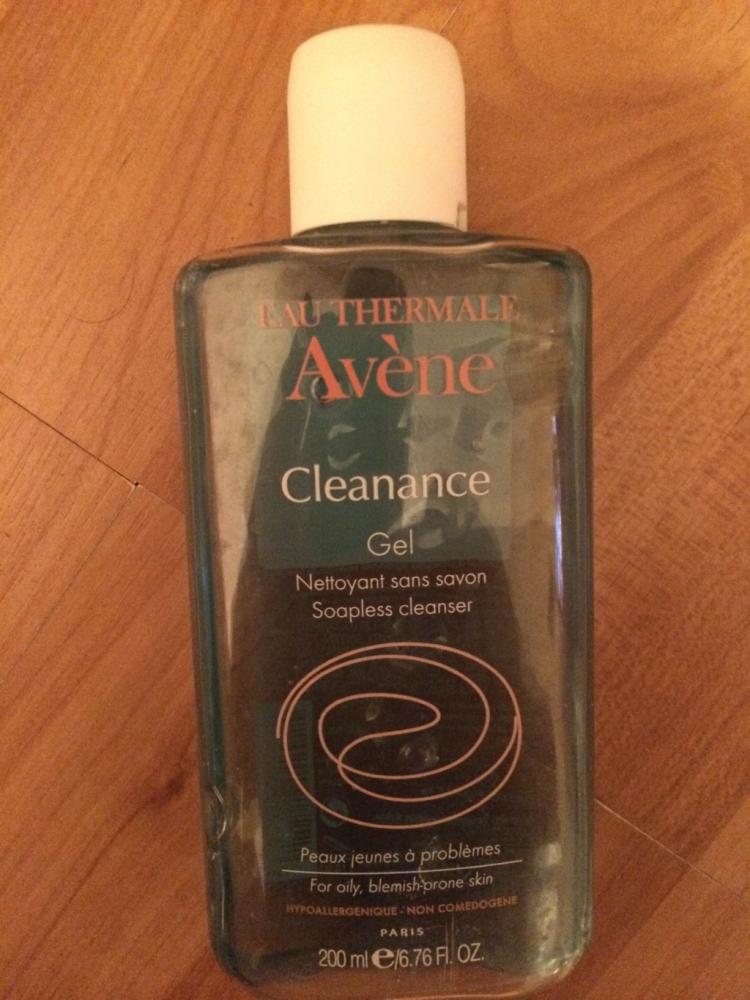 EAU THERMALE
Avène
Cleanance
Gel
Nettoyant sans savon
Soapless cleanser
Peaux jeunes à problèmes
For oily, blemish-prone skin
HYPOALLERGENIQUE - NON COMEDOGENE
PARIS
200 ml e/6.76 Fl. OZ.